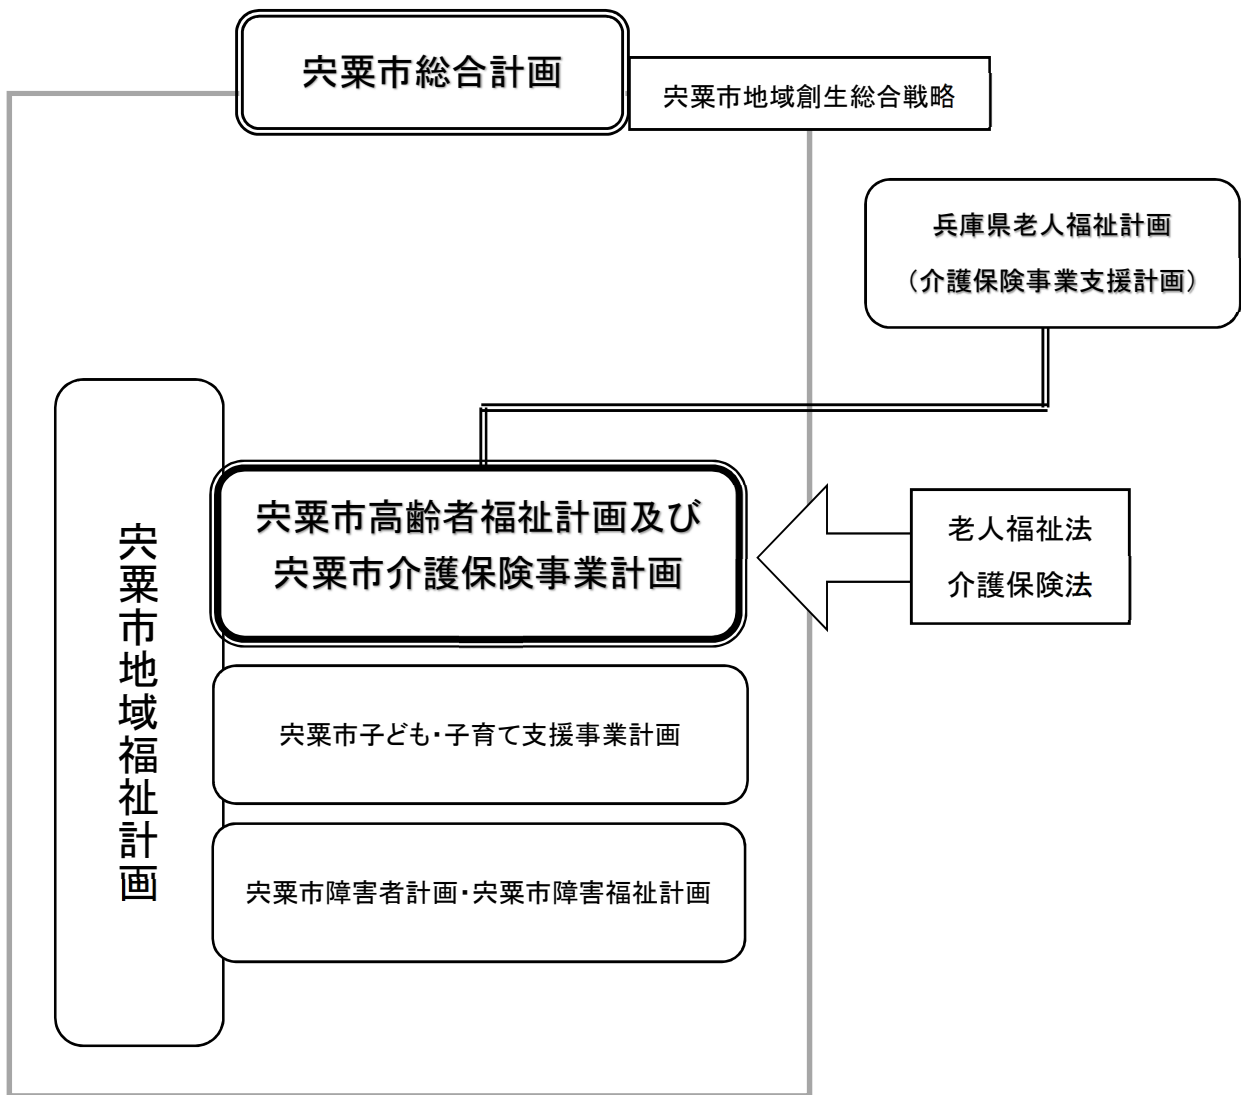 宍粟市総合計画
宍粟市地域創生総合戦略
兵庫県老人福祉計画
（介護保険事業支援計画）
宍粟市地域福祉計画
宍粟市高齢者福祉計画及び
宍粟市介護保険事業計画
老人福祉法
介護保険法
宍粟市子ども・子育て支援事業計画
宍粟市障害者計画・宍粟市障害福祉計画